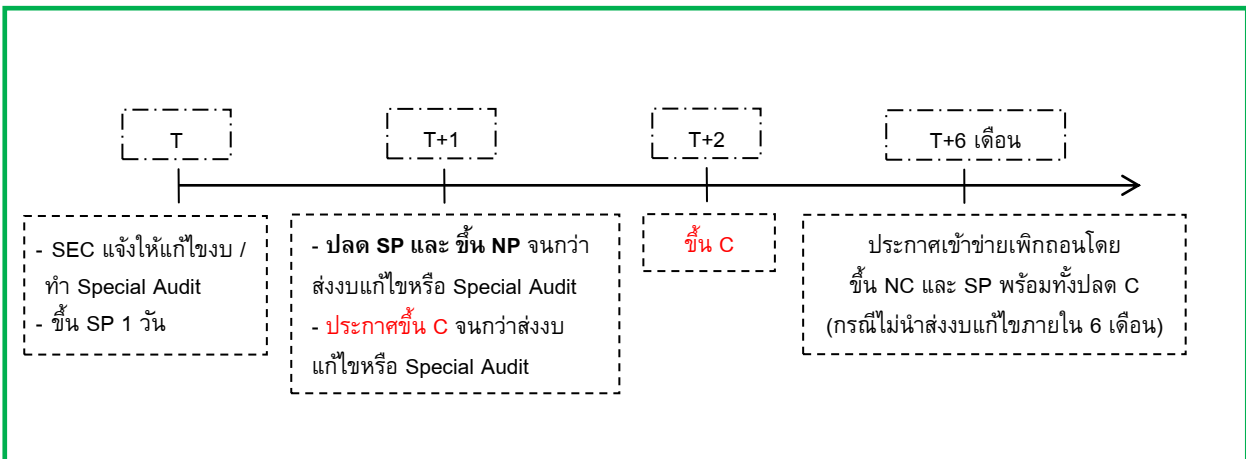 T
T+1
T+2
T+6 เดือน
- SEC แจ้งให้แก้ไขงบ /
ทำ Special Audit
- ขึ้น SP 1 วัน
- ปลด SP และ ขึ้น NP จนกว่า
ส่งงบแก้ไขหรือ Special Audit
- ประกาศขึ้น C จนกว่าส่งงบ
แก้ไขหรือ Special Audit
ขึ้น C
ประกาศเข้าข่ายเพิกถอนโดย
ขึ้น NC และ SP พร้อมทั้งปลด C
(กรณีไม่นำส่งงบแก้ไขภายใน 6 เดือน)